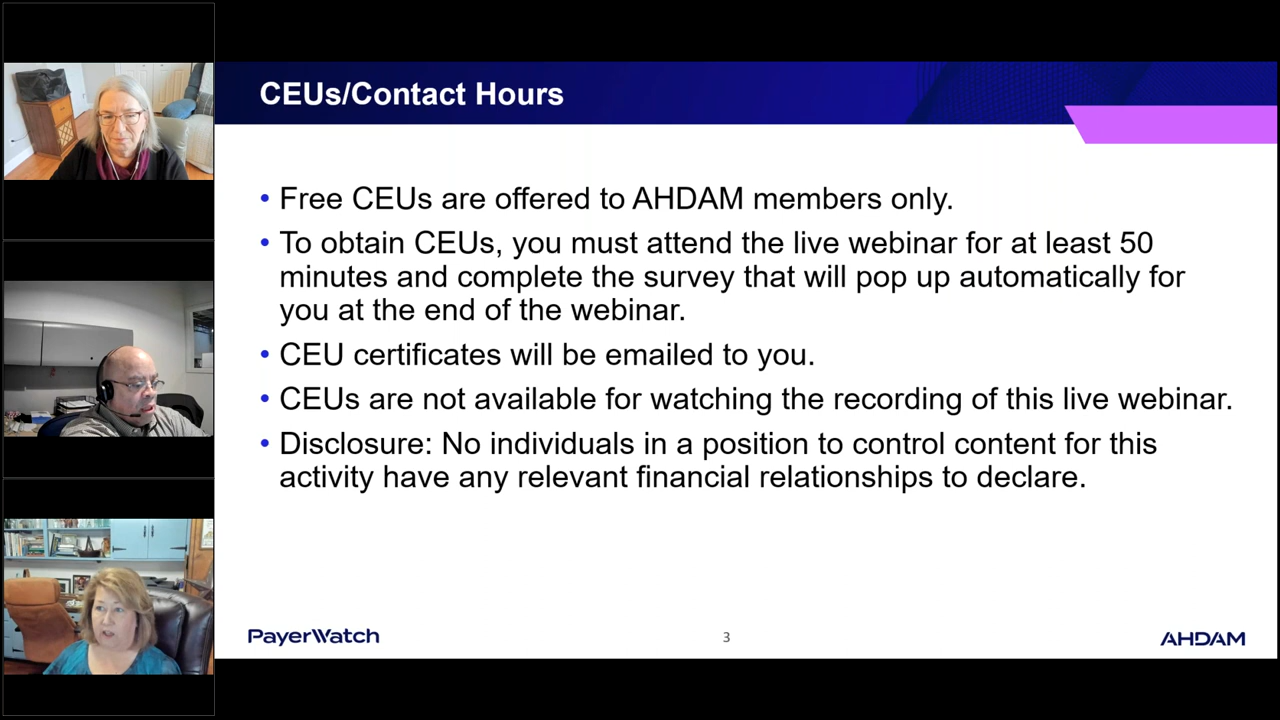 CEUs/Contact Hours
• Free CEUs are offered to AHDAM members only.
• To obtain CEUs, you must attend the live webinar for at least 50
minutes and complete the survey that will pop up automatically for
you at the end of the webinar.
• CEU certificates will be emailed to you.
• CEUs are not available for watching the recording of this live webinar.
• Disclosure: No individuals in a position to control content for this
activity have any relevant financial relationships to declare.
PayerWatch
3
AHDAM